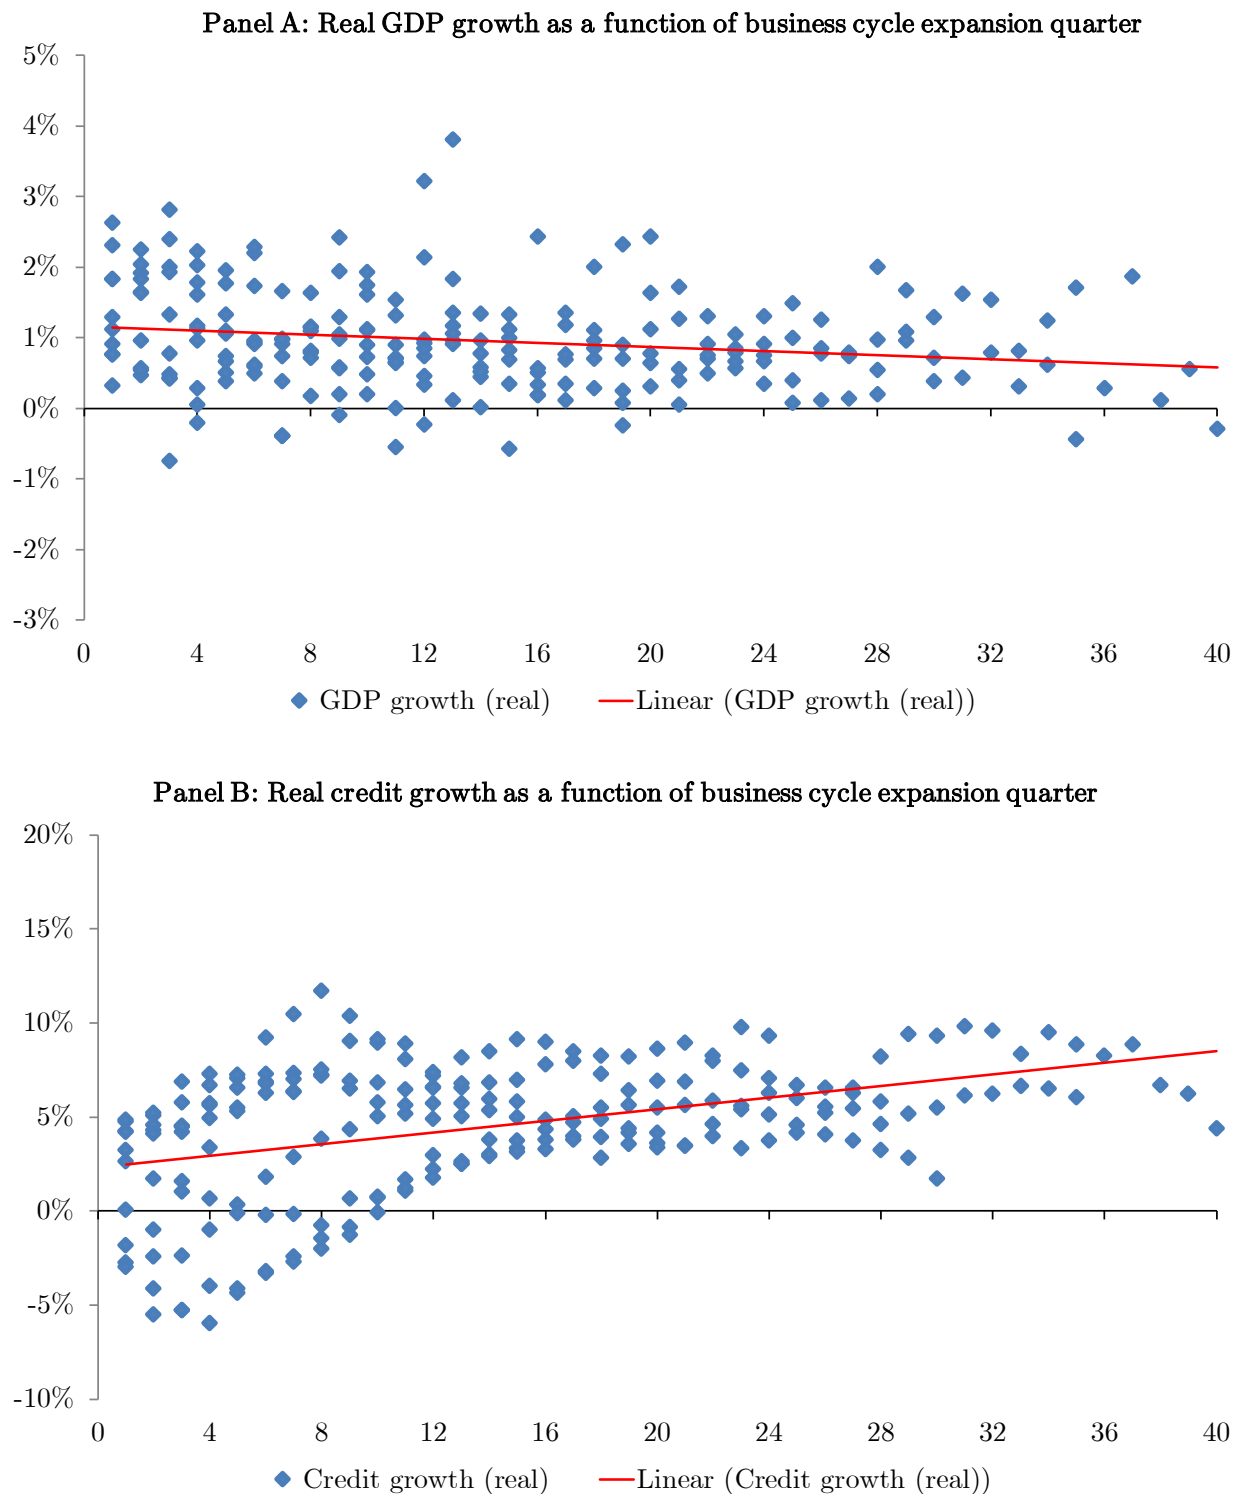 Panel A: Real GDP growth as a function of business cycle expansion quarter
5%
4%
3%
2%
1%
0%
-1%
-2%
-3%
0 4 8 12 16 20 24 28 32 36 40
GDP growth (real) Linear (GDP growth (real))
Panel B: Real credit growth as a function of business cycle expansion quarter
20%
15%
10%
5%
0%
-5%
-10%
0 4 8 12 16 20 24 28 32 36 40
Credit growth (real) Linear (Credit growth (real))